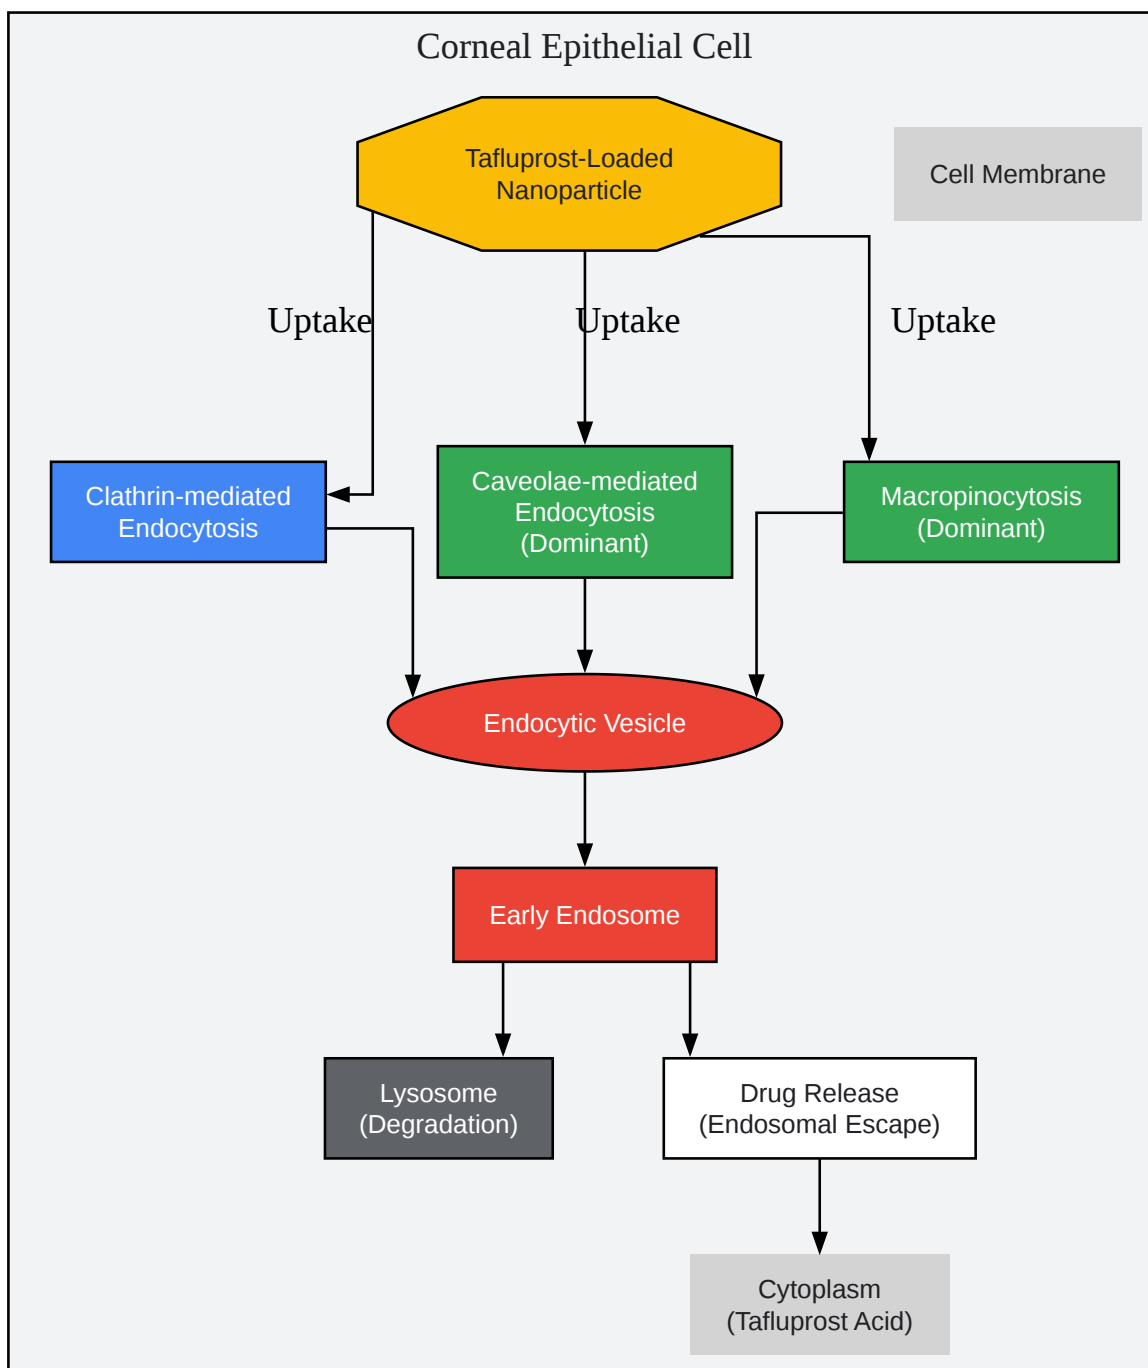 Corneal Epithelial Cell
Tafluprost-Loaded
Nanoparticle
Cell Membrane
Uptake
Uptake
Uptake
Clathrin-mediated
Endocytosis
Caveolae-mediated
Endocytosis
(Dominant)
Macropinocytosis
(Dominant)
Endocytic Vesicle
Early Endosome
Lysosome
(Degradation)
Drug Release
(Endosomal Escape)
Cytoplasm
(Tafluprost Acid)